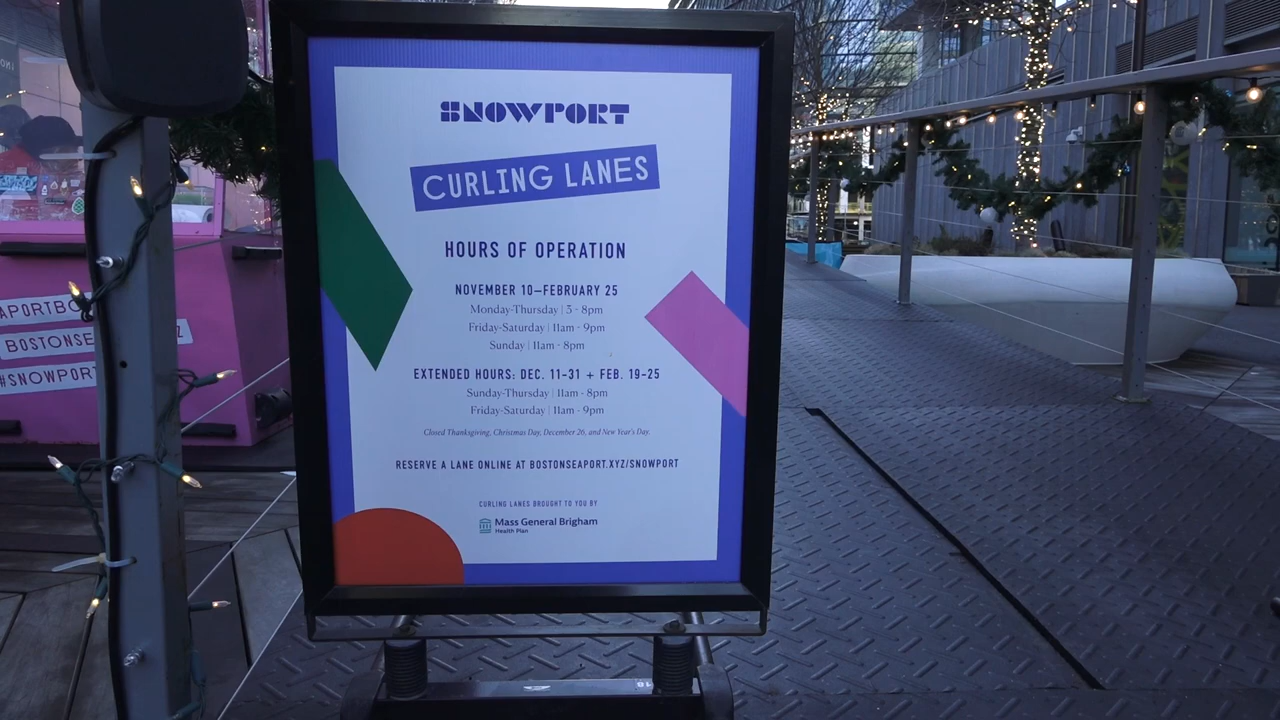 SNOWPORT
CURLING LANES
HOURS OF OPERATION
NOVEMBER 10–FEBRUARY 25
Monday-Thursday | 3 - 8pm
Friday-Saturday | 11am - 9pm
Sunday | 11am - 8pm
EXTENDED HOURS: DEC. 11-31 + FEB. 19-25
Sunday-Thursday | 11am - 8pm
Friday-Saturday | 11am - 9pm
Closed Thanksgiving, Christmas Day, December 26, and New Year's Day.
RESERVE A LANE ONLINE AT BOSTONSEAPORT.XYZ/SNOWPORT
CURLING LANES BROUGHT TO YOU BY
Mass General Brigham
Health Plan
APORTBO
BOSTONSE
Z
#SNOWPORT